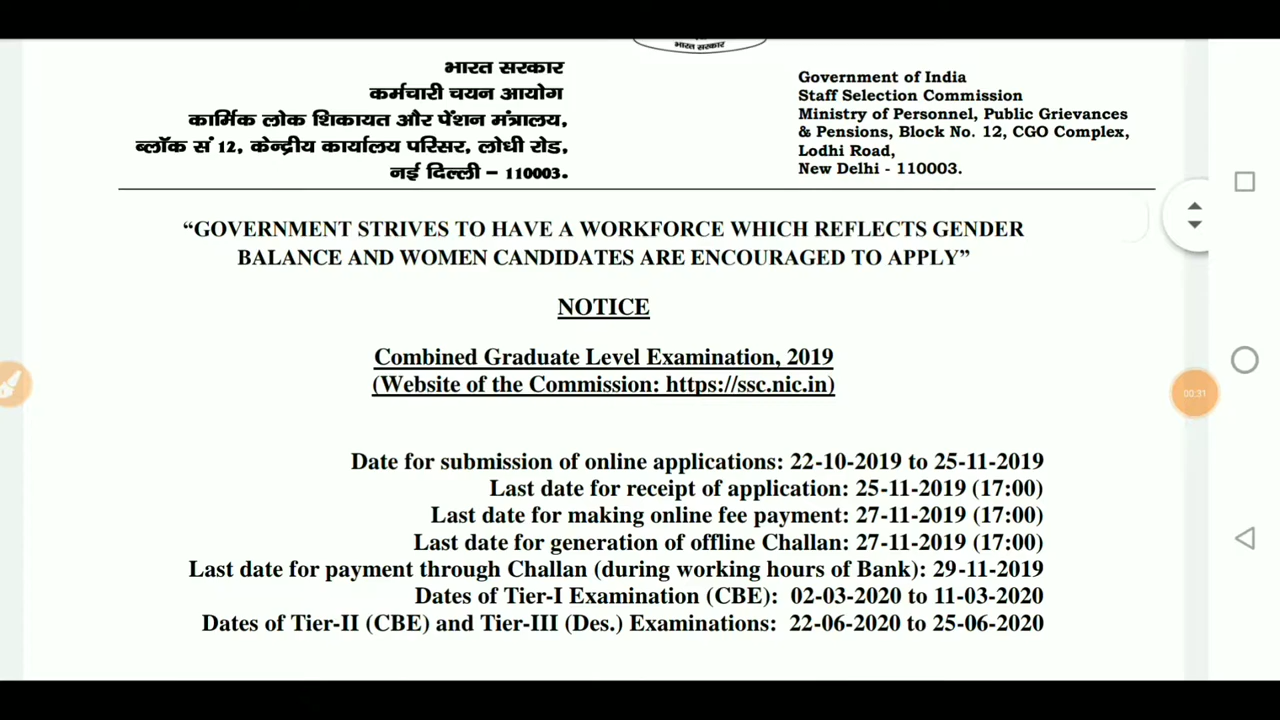 भारत सरकार
भारत सरकार
कर्मचारी चयन आयोग
कार्मिक लोक शिकायत और पेंशन मंत्रालय,
ब्लॉक सं 12, केन्द्रीय कार्यालय परिसर, लोधी रोड,
नई दिल्ली – 110003.
Government of India
Staff Selection Commission
Ministry of Personnel, Public Grievances
& Pensions, Block No. 12, CGO Complex,
Lodhi Road,
New Delhi - 110003.
“GOVERNMENT STRIVES TO HAVE A WORKFORCE WHICH REFLECTS GENDER
BALANCE AND WOMEN CANDIDATES ARE ENCOURAGED TO APPLY”
NOTICE
Combined Graduate Level Examination, 2019
(Website of the Commission: https://ssc.nic.in)
Date for submission of online applications: 22-10-2019 to 25-11-2019
Last date for receipt of application: 25-11-2019 (17:00)
Last date for making online fee payment: 27-11-2019 (17:00)
Last date for generation of offline Challan: 27-11-2019 (17:00)
Last date for payment through Challan (during working hours of Bank): 29-11-2019
Dates of Tier-I Examination (CBE): 02-03-2020 to 11-03-2020
Dates of Tier-II (CBE) and Tier-III (Des.) Examinations: 22-06-2020 to 25-06-2020
00:31